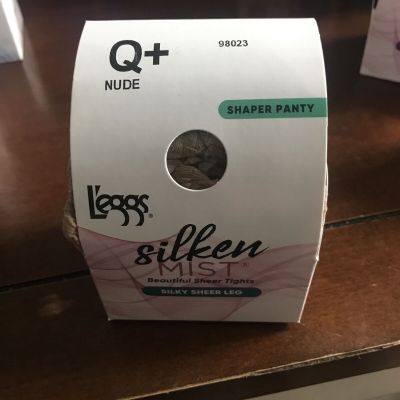 Q+
98023
NUDE
SHAPER PANTY
L'eggs®
silken
MIST®
Beautiful Sheer Tights
SILKY SHEER LEG